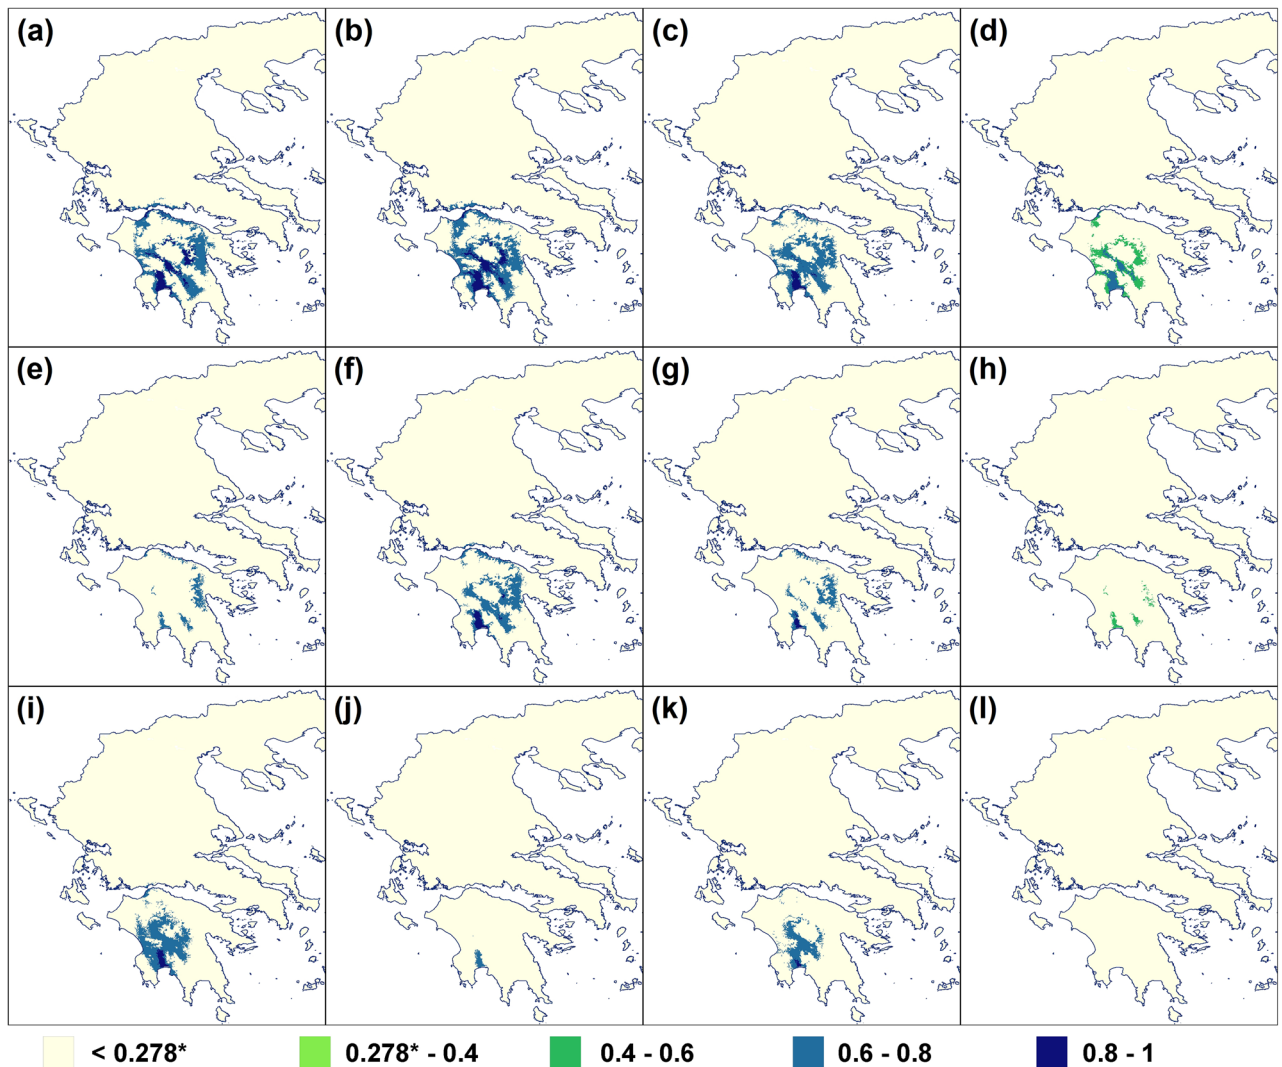 (a) (b) (c) (d)
(e) (f) (g) (h)
(i) (j) (k) (l)
< 0.278* 0.278* - 0.4 0.4 - 0.6 0.6 - 0.8 0.8 - 1